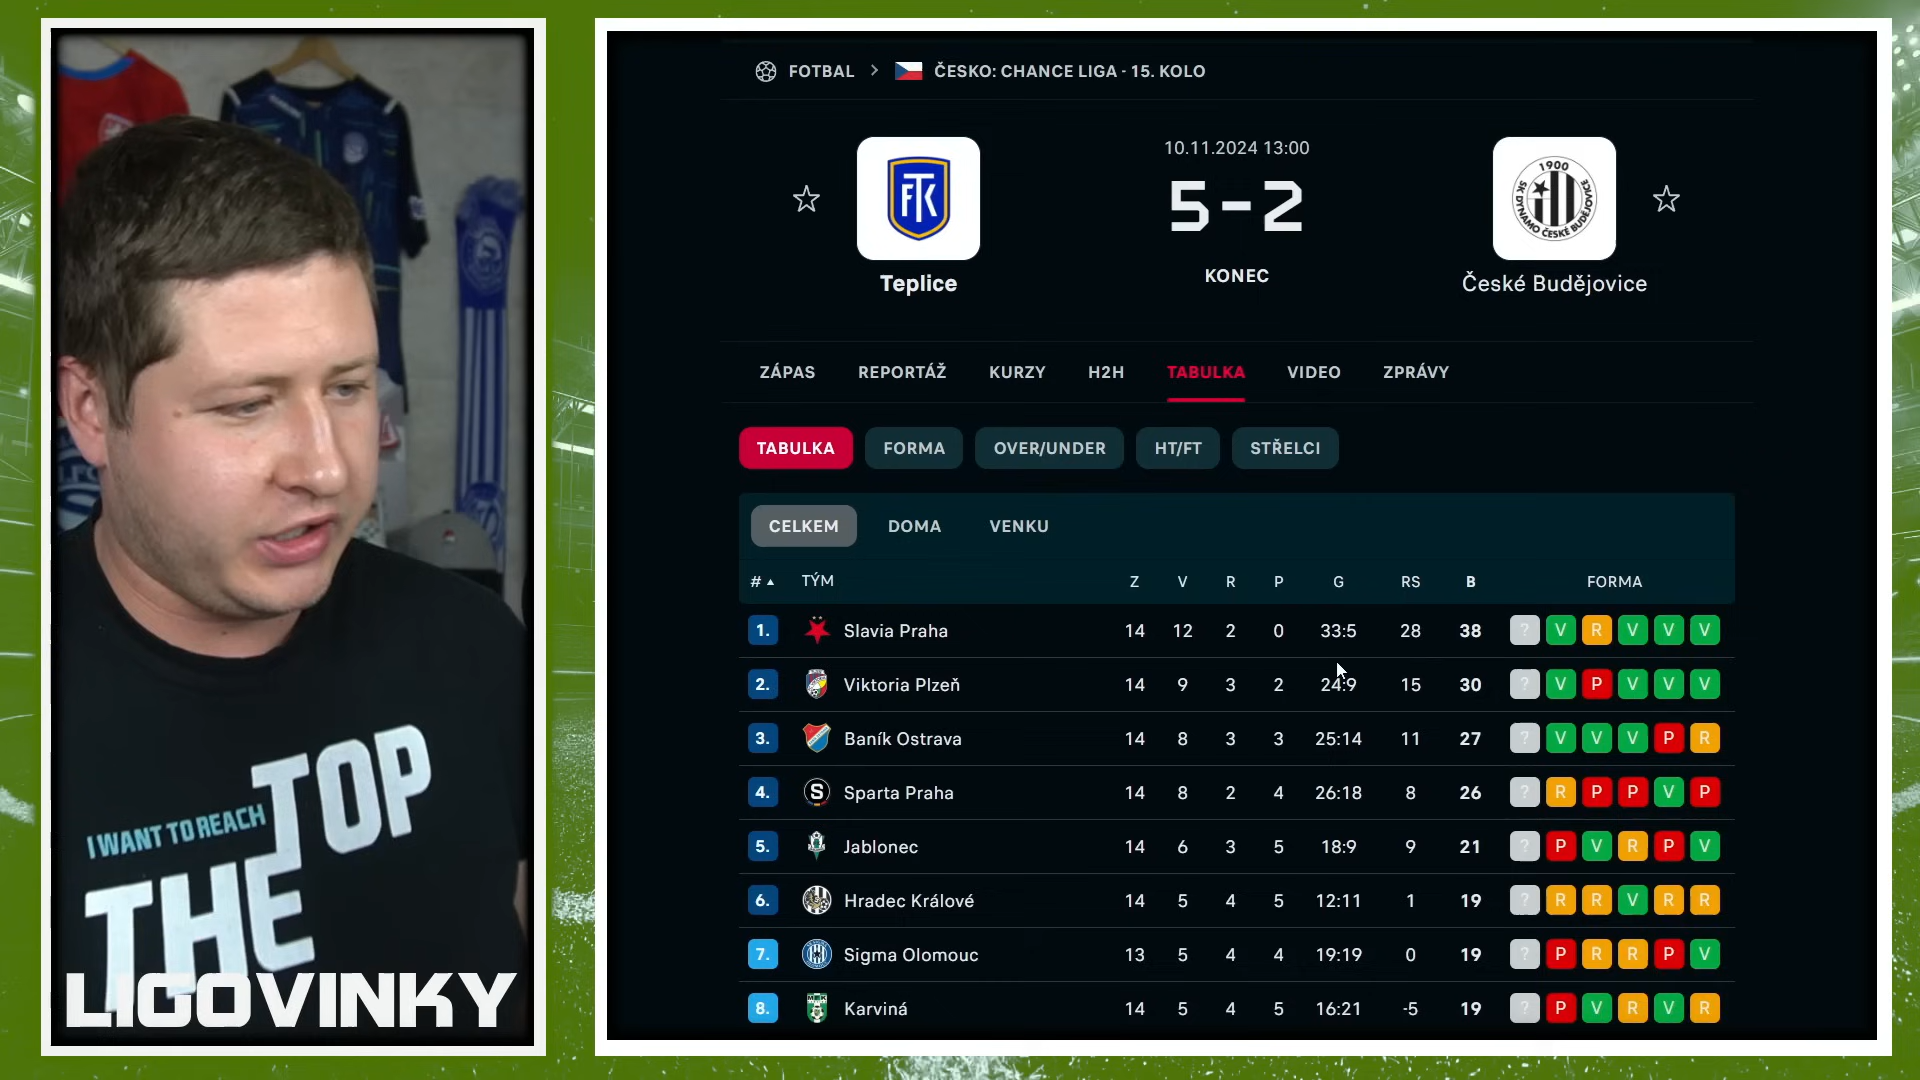 FOTBAL > ČESKO: CHANCE LIGA - 15. KOLO
10.11.2024 13:00
FTK
5-2
1900
SK DYNAMO ČESKÉ BUDĚJOVICE
Teplice
KONEC
České Budějovice
ZÁPAS REPORTÁŽ KURZY H2H TABULKA VIDEO ZPRÁVY
TABULKA FORMA OVER/UNDER HT/FT STŘELCI
CELKEM DOMA VENKU
# TÝM Z V R P G RS B FORMA
1. Slavia Praha 14 12 2 0 33:5 28 38 ? V R V V V
2. Viktoria Plzeň 14 9 3 2 24:9 15 30 ? V P V V V
3. Baník Ostrava 14 8 3 3 25:14 11 27 ? V V V P R
4. S Sparta Praha 14 8 2 4 26:18 8 26 ? R P P V P
5. Jablonec 14 6 3 5 18:9 9 21 ? P V R P V
6. Hradec Králové 14 5 4 5 12:11 1 19 ? R R V R R
7. Sigma Olomouc 13 5 4 4 19:19 0 19 ? P R R P V
8. Karviná 14 5 4 5 16:21 -5 19 ? P V R V R
I WANT TO REACH
THE
TOP
LIGOVINKY